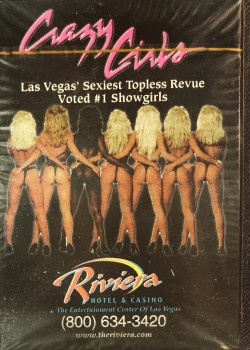 Crazy Girls
Las Vegas' Sexiest Topless Revue
Voted #1 Showgirls
Riviera
HOTEL & CASINO
The Entertainment Center Of Las Vegas
(800) 634-3420
www.theriviera.com